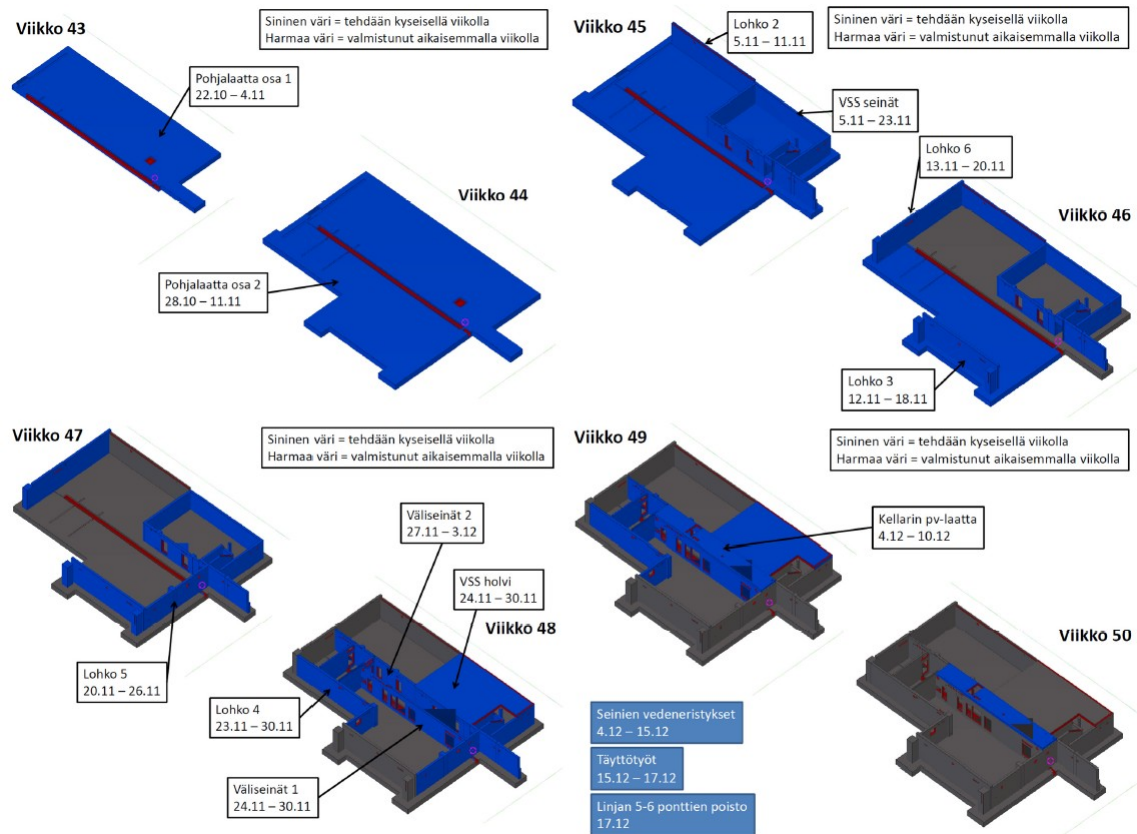 Viikko 43
Sininen väri = tehdään kyseisellä viikolla
Harmaa väri = valmistunut aikaisemmalla viikolla
Pohjalaatta osa 1
22.10 – 4.11
Viikko 44
Pohjalaatta osa 2
28.10 – 11.11
Viikko 45
Lohko 2
5.11 – 11.11
Sininen väri = tehdään kyseisellä viikolla
Harmaa väri = valmistunut aikaisemmalla viikolla
VSS seinät
5.11 – 23.11
Lohko 6
13.11 – 20.11
Viikko 46
Lohko 3
12.11 – 18.11
Viikko 47
Sininen väri = tehdään kyseisellä viikolla
Harmaa väri = valmistunut aikaisemmalla viikolla
Lohko 5
20.11 – 26.11
Väliseinät 2
27.11 – 3.12
VSS holvi
24.11 – 30.11
Viikko 48
Lohko 4
23.11 – 30.11
Väliseinät 1
24.11 – 30.11
Viikko 49
Sininen väri = tehdään kyseisellä viikolla
Harmaa väri = valmistunut aikaisemmalla viikolla
Kellarin pv-laatta
4.12 – 10.12
Viikko 50
Seinien vedeneristykset
4.12 – 15.12
Täyttötyöt
15.12 – 17.12
Linjan 5-6 ponttien poisto
17.12